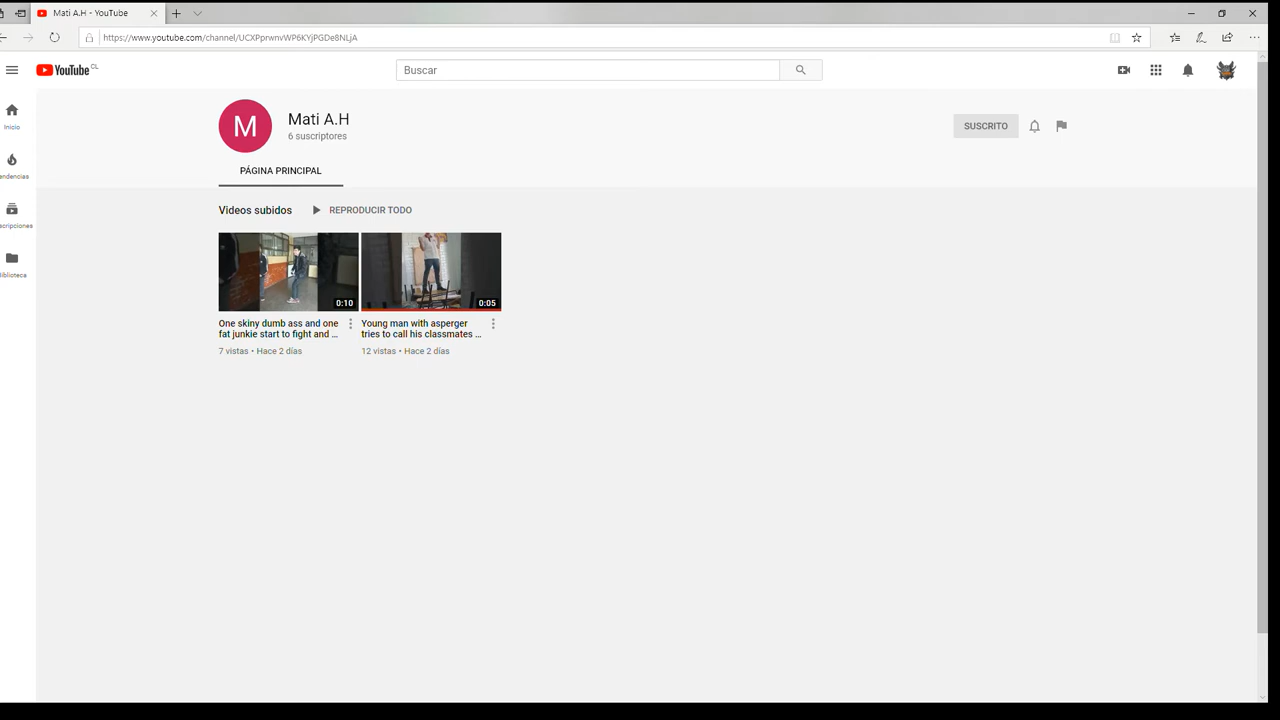 Mati A.H - YouTube
https://www.youtube.com/channel/UCXPprwnvWP6KYjPGDe8NLjA
YouTube CL
Buscar
Inicio
endencias
scripciones
iblioteca
M
Mati A.H
6 suscriptores
SUSCRITO
PÁGINA PRINCIPAL
Videos subidos
REPRODUCIR TODO
0:10
0:05
One skiny dumb ass and one
fat junkie start to fight and ...
7 vistas • Hace 2 días
Young man with asperger
tries to call his classmates ...
12 vistas • Hace 2 días